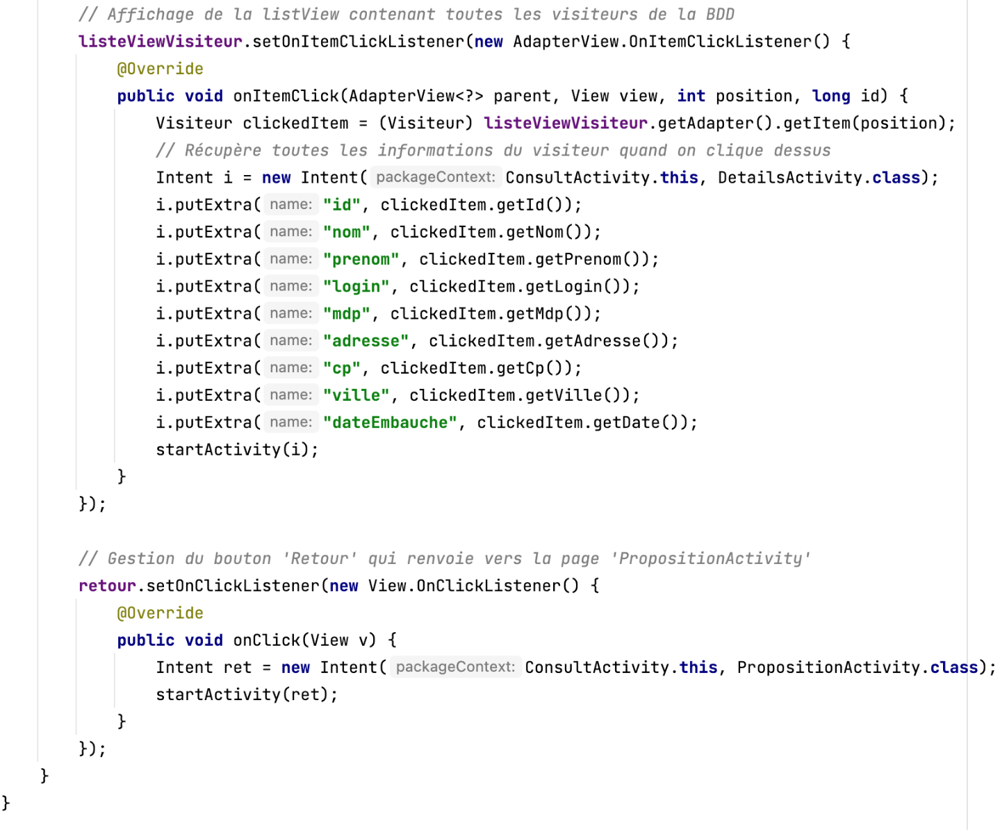 // Affichage de la listView contenant toutes les visiteurs de la BDD
listeViewVisiteur.setOnItemClickListener(new AdapterView.OnItemClickListener() {
@Override
public void onItemClick(AdapterView<?> parent, View view, int position, long id) {
Visiteur clickedItem = (Visiteur) listeViewVisiteur.getAdapter().getItem(position);
// Récupère toutes les informations du visiteur quand on clique dessus
Intent i = new Intent( packageContext: ConsultActivity.this, DetailsActivity.class);
i.putExtra( name: "id", clickedItem.getId());
i.putExtra( name: "nom", clickedItem.getNom());
i.putExtra( name: "prenom", clickedItem.getPrenom());
i.putExtra( name: "login", clickedItem.getLogin());
i.putExtra( name: "mdp", clickedItem.getMdp());
i.putExtra( name: "adresse", clickedItem.getAdresse());
i.putExtra( name: "cp", clickedItem.getCp());
i.putExtra( name: "ville", clickedItem.getVille());
i.putExtra( name: "dateEmbauche", clickedItem.getDate());
startActivity(i);
}
});
// Gestion du bouton 'Retour' qui renvoie vers la page 'PropositionActivity'
retour.setOnClickListener(new View.OnClickListener() {
@Override
public void onClick(View v) {
Intent ret = new Intent( packageContext: ConsultActivity.this, PropositionActivity.class);
startActivity(ret);
}
});
}
}